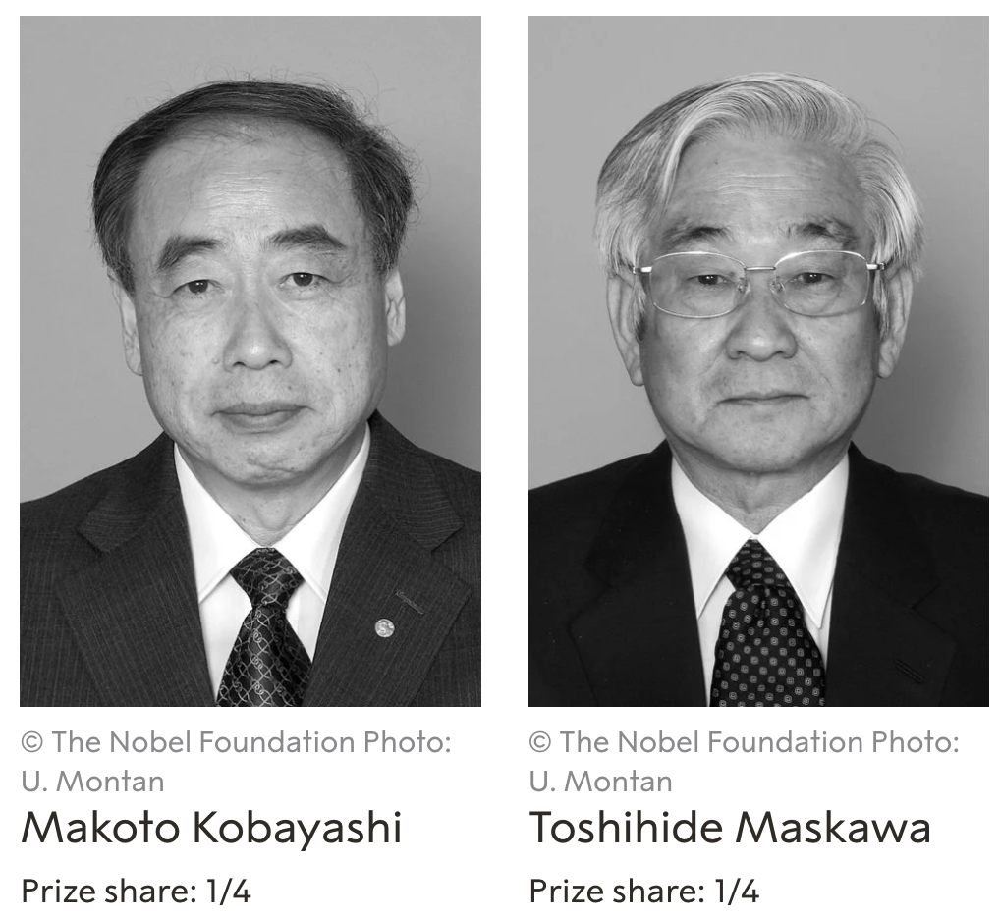 © The Nobel Foundation Photo:
U. Montan
Makoto Kobayashi
Prize share: 1/4
© The Nobel Foundation Photo:
U. Montan
Toshihide Maskawa
Prize share: 1/4